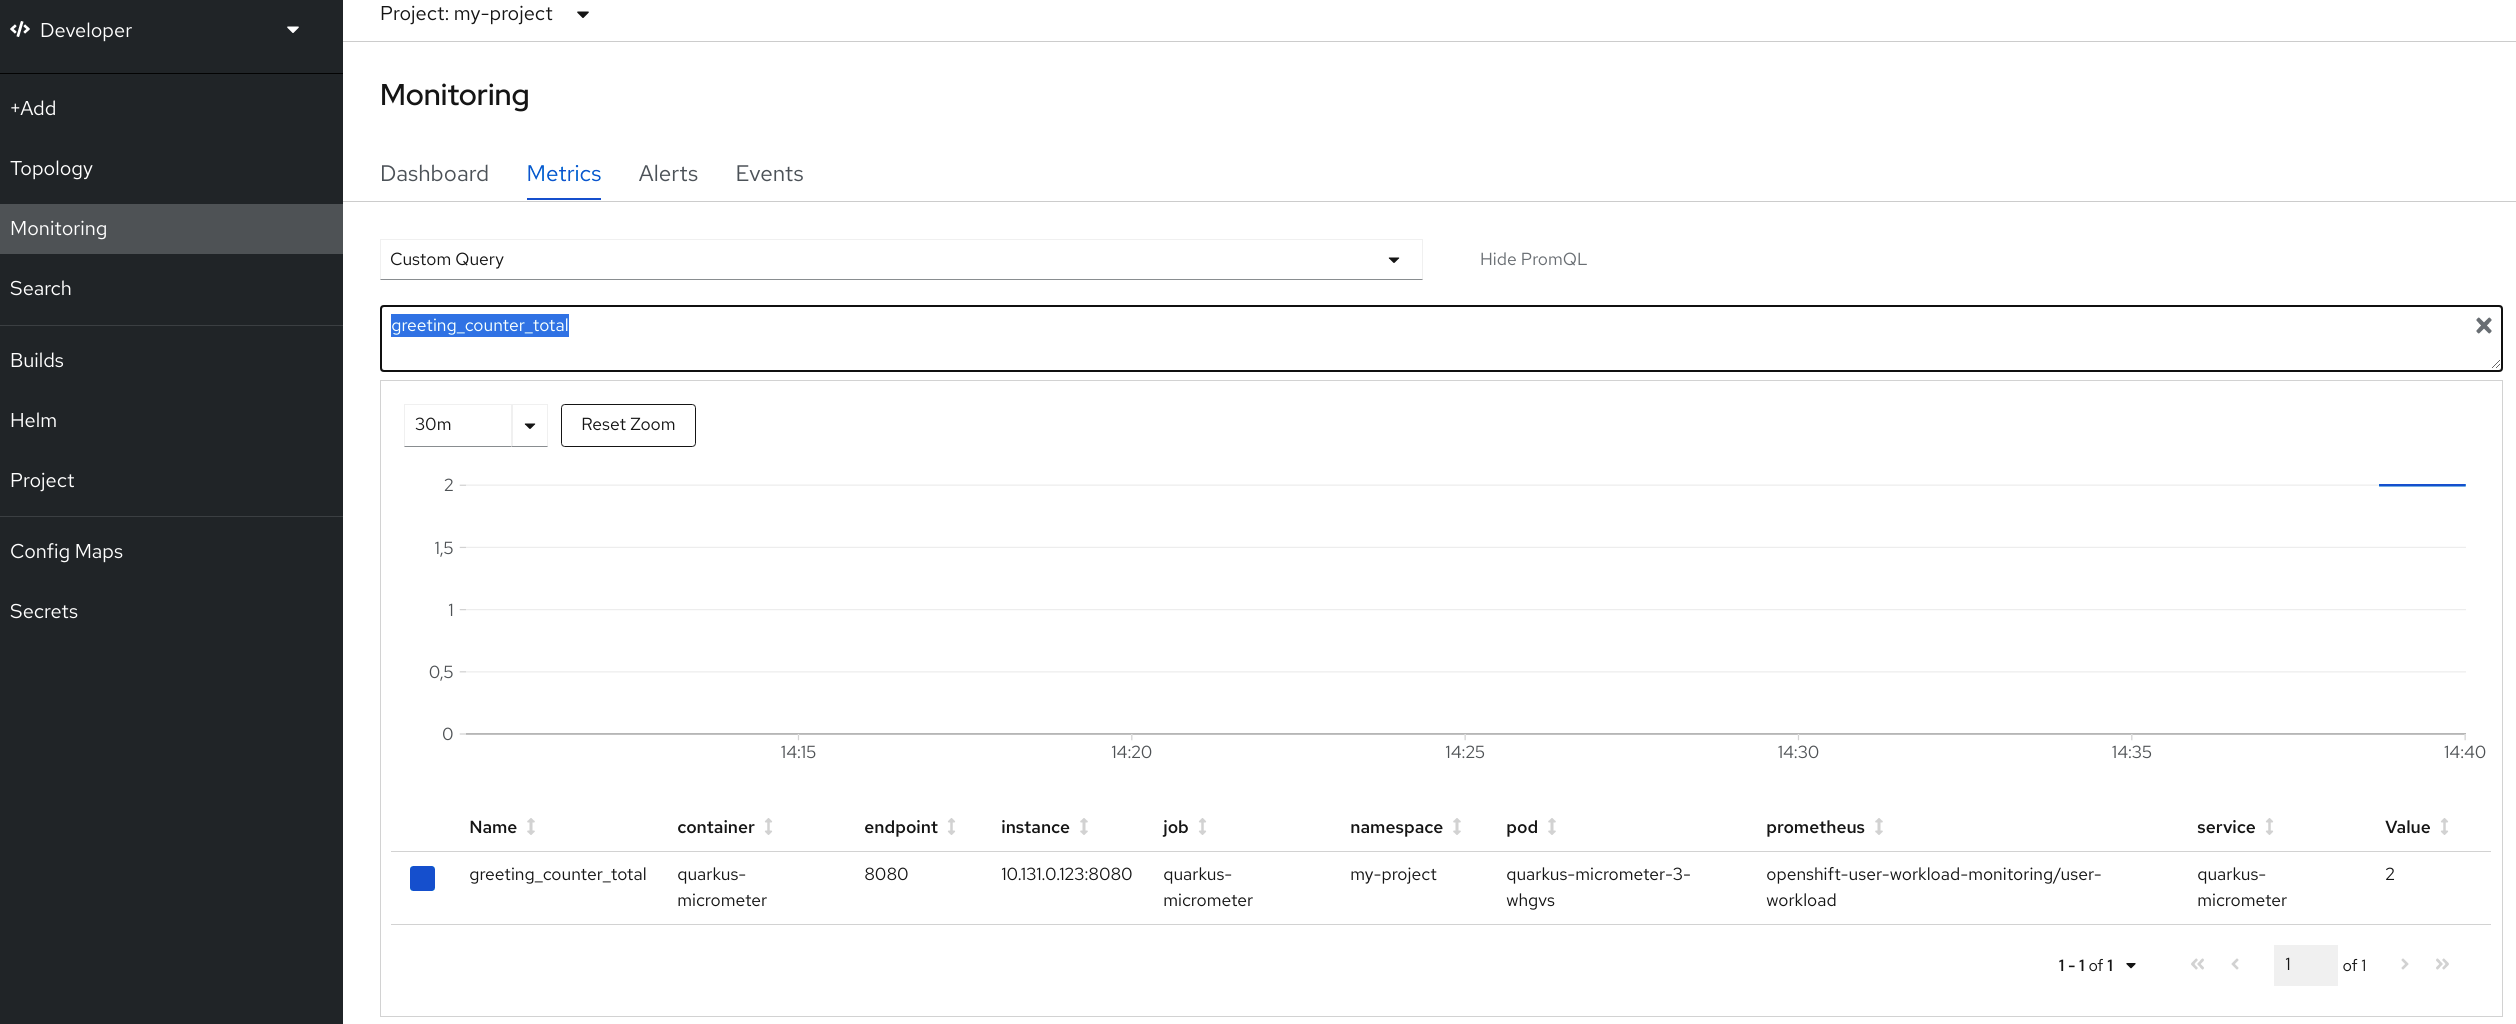 Developer
+Add
Topology
Monitoring
Search
Builds
Helm
Project
Config Maps
Secrets
Project: my-project
Monitoring
Dashboard Metrics Alerts Events
Custom Query Hide PromQL
greeting_counter_total
30m Reset Zoom
2
1,5
1
0,5
0
14:15 14:20 14:25 14:30 14:35 14:40
Name container endpoint instance job namespace pod prometheus service Value
greeting_counter_total quarkus- 8080 10.131.0.123:8080 quarkus- my-project quarkus-micrometer-3- openshift-user-workload-monitoring/user- quarkus- 2
micrometer micrometer whgvs workload micrometer
1 - 1 of 1 1 of 1